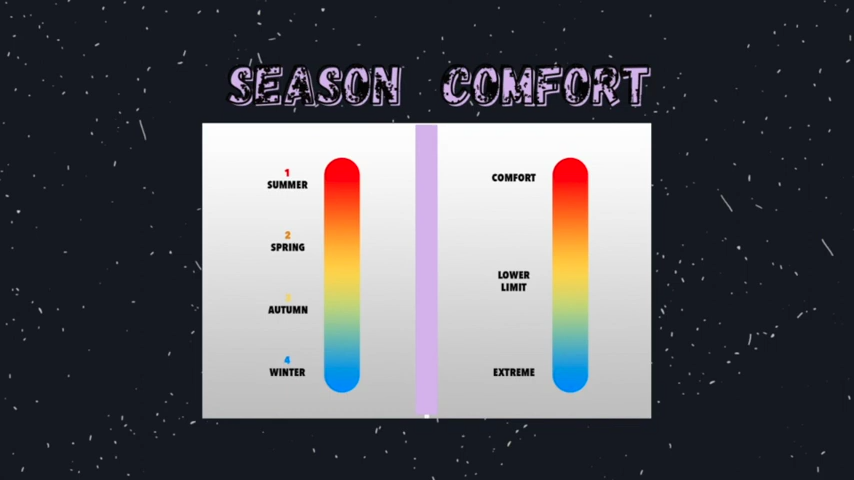 SEASON COMFORT
1
SUMMER
2
SPRING
3
AUTUMN
4
WINTER
COMFORT
LOWER
LIMIT
EXTREME